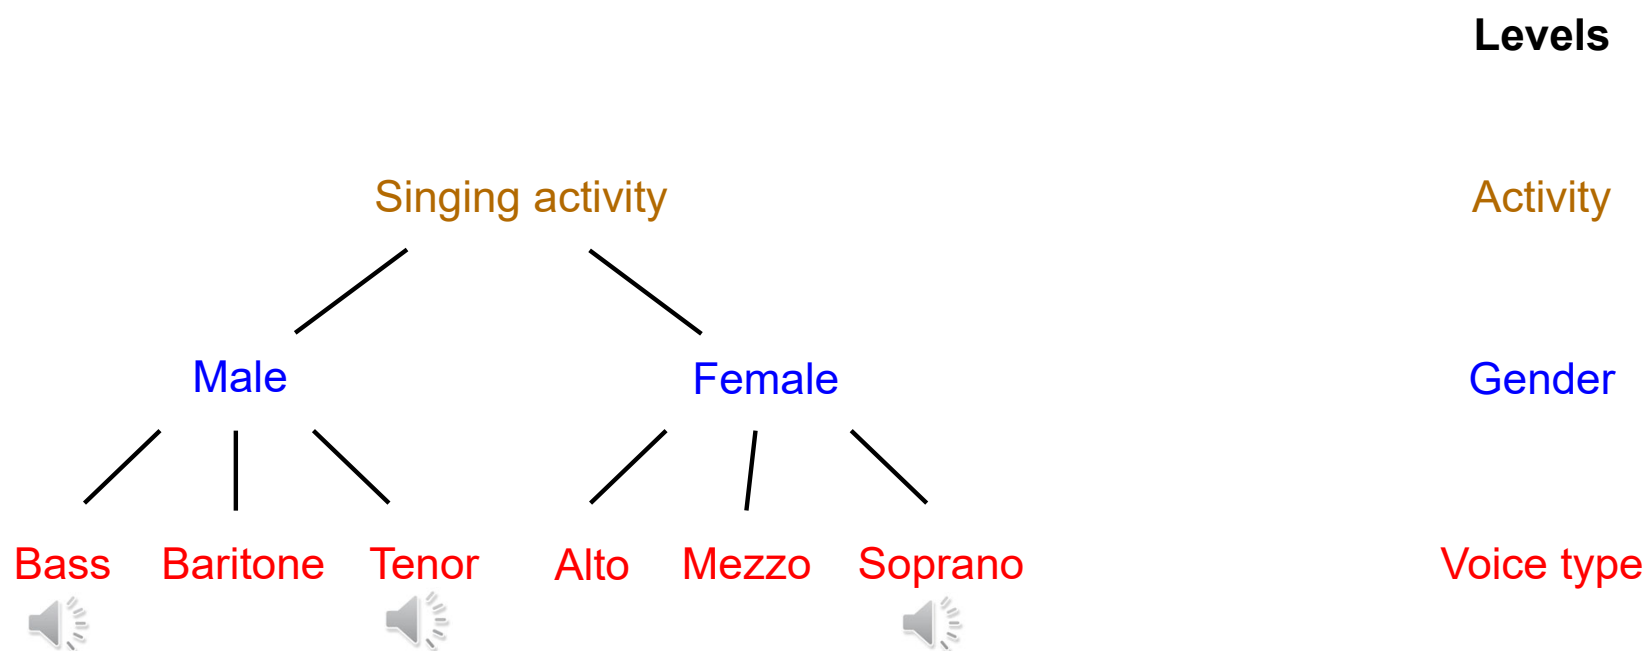 Levels
Singing activity Activity
Male Female Gender
Bass Baritone Tenor Alto Mezzo Soprano Voice type